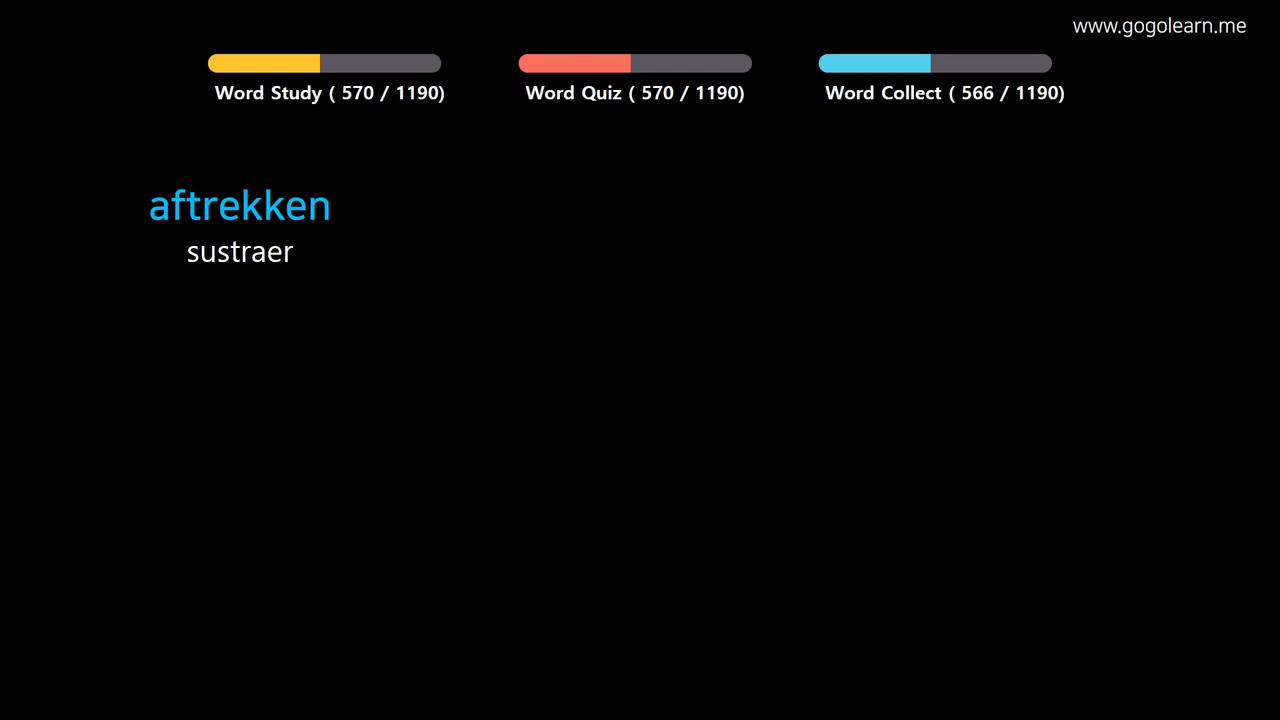 www.gogolearn.me
Word Study ( 570 / 1190)
Word Quiz ( 570 / 1190)
Word Collect ( 566 / 1190)
aftrekken
sustraer